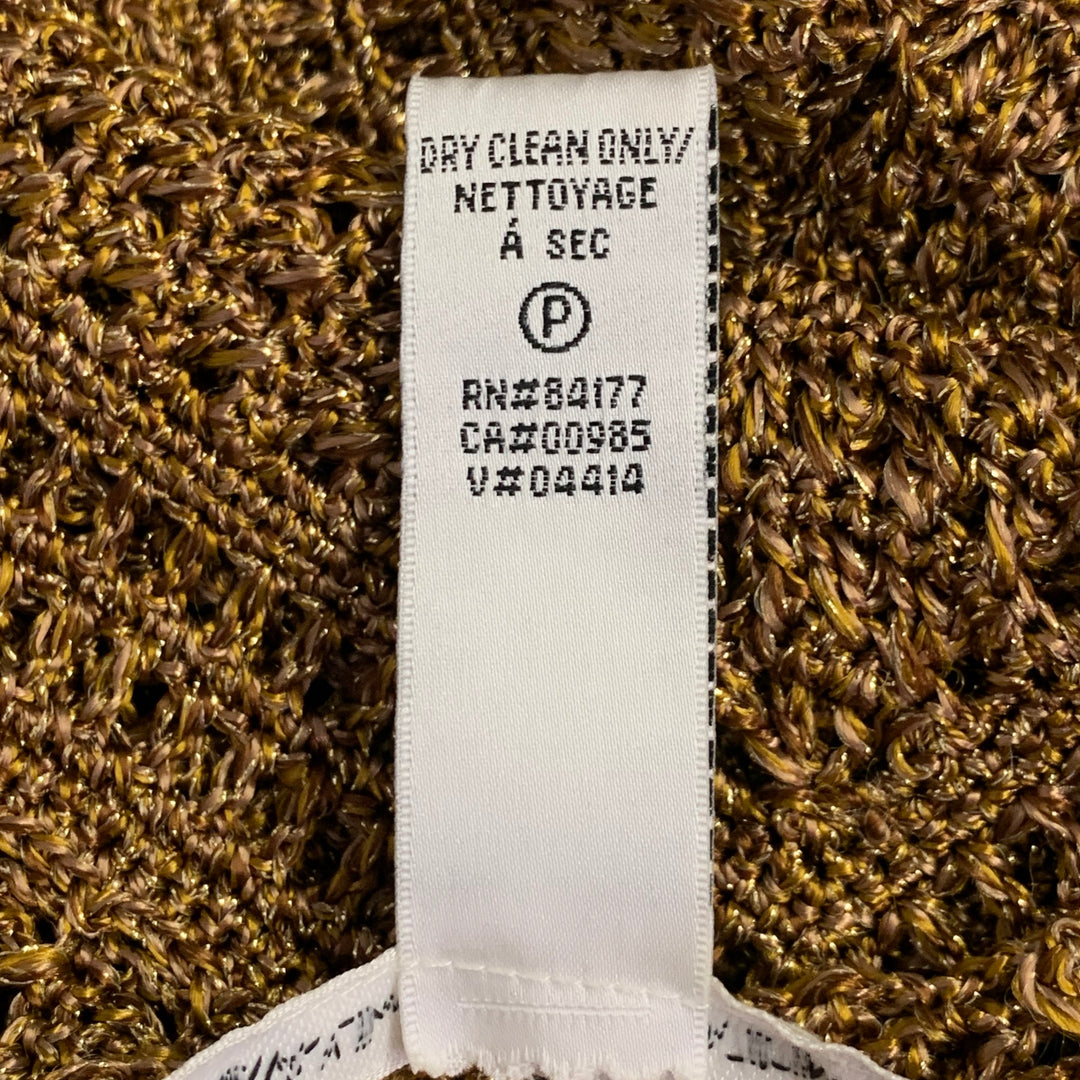 DRY CLEAN ONLY/
NETTOYAGE
Á SEC
P
RN#84177
CA#00985
V#04414